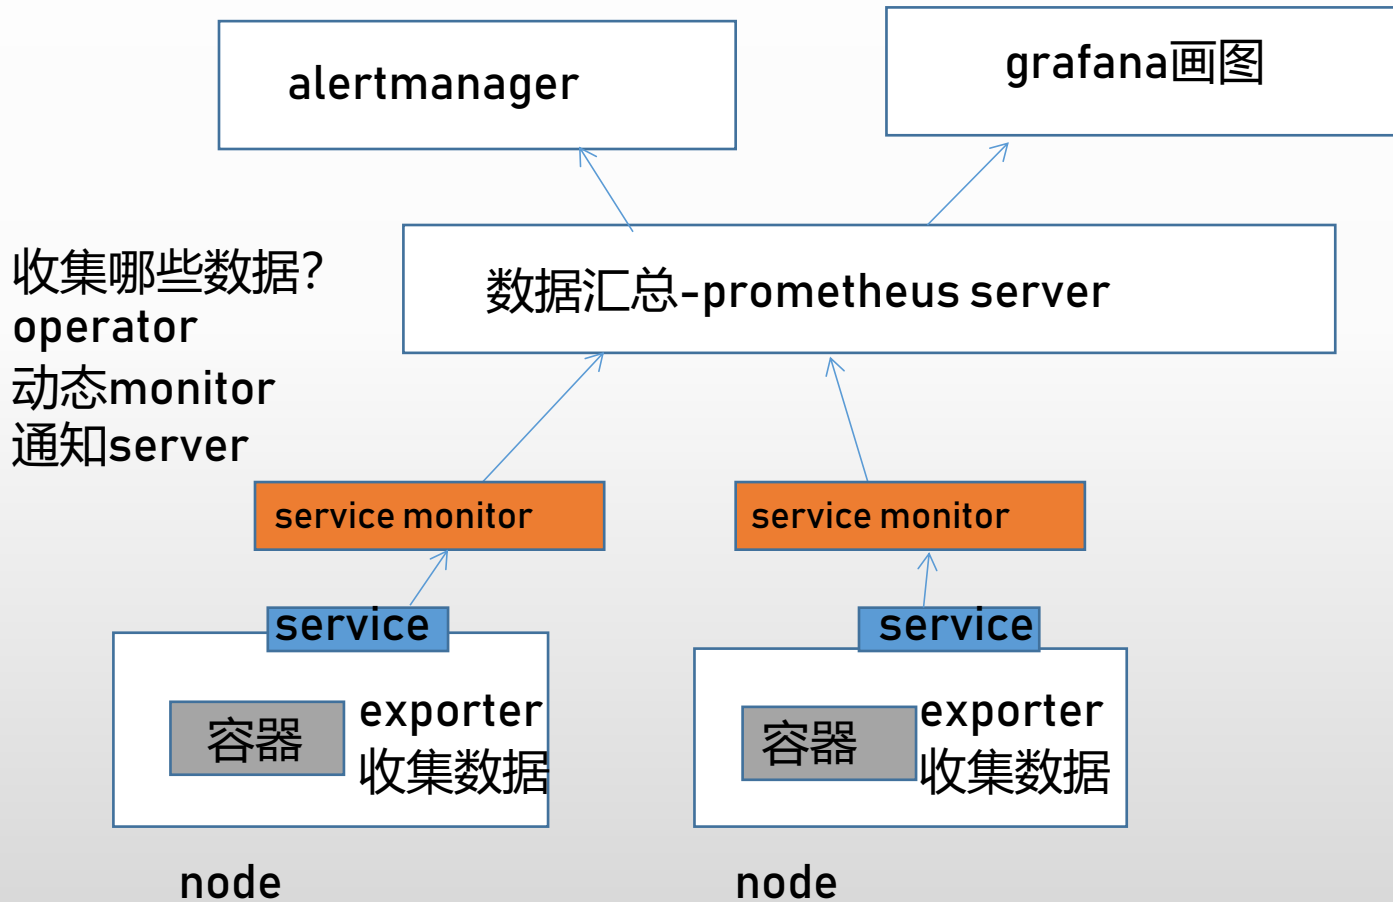 alertmanager
grafana画图
数据汇总-prometheus server
收集哪些数据?
operator
动态monitor
通知server
service monitor
service monitor
service
service
容器
exporter
收集数据
容器
exporter
收集数据
node
node